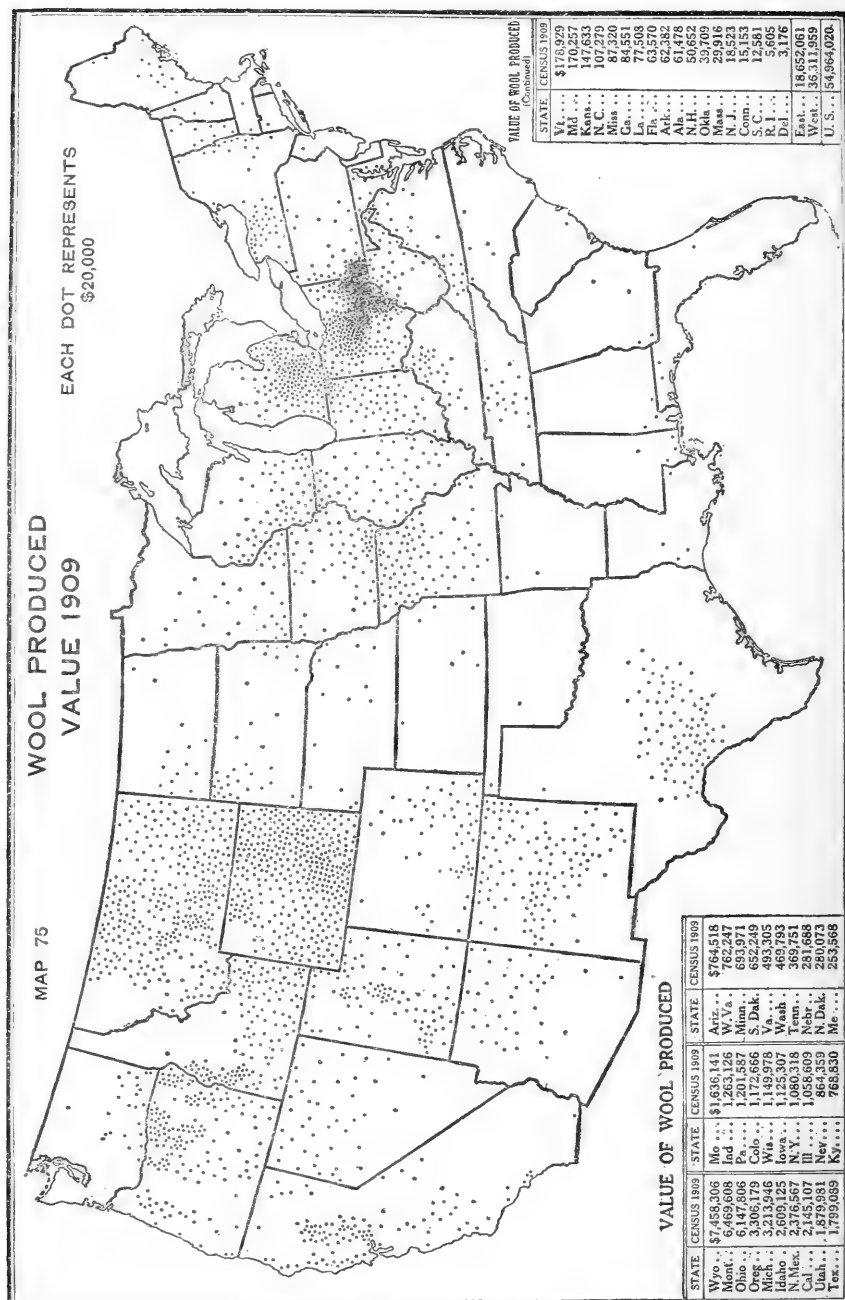 MAP 75
WOOL PRODUCED
VALUE 1909
EACH DOT REPRESENTS
$20,000
VALUE OF WOOL PRODUCED
STATE CENSUS 1909 STATE CENSUS 1909 STATE CENSUS 1909
Wyo.. $7,458,306 Mo... $1,636,141 Ariz... $764,518
Mont.. 6,469,608 Ind... 1,263,126 W.Va.. 762,247
Ohio.. 6,147,806 Pa.... 1,201,587 Minn.. 693,971
Oreg.. 3,306,179 Colo.. 1,172,666 S. Dak. 652,249
Mich.. 3,213,946 Wis... 1,149,978 Va.... 493,305
Idaho 2,609,125 Iowa.. 1,125,307 Wash.. 469,793
N. Mex. 2,376,567 N.Y.. 1,080,318 Tenn.. 369,751
Cal... 2,145,107 Ill.... 1,058,609 Nebr.. 281,688
Utah.. 1,879,981 Nev... 864,359 N. Dak. 280,073
Tex... 1,799,089 Ky.... 768,830 Me.... 253,568
VALUE OF WOOL PRODUCED
(Continued)
STATE CENSUS 1909
Vt.... $178,929
Md... 170,257
Kans.. 147,633
N.C... 107,279
Miss.. 87,320
Ga.... 84,551
La.... 77,508
Fla... 63,570
Ark... 62,382
Ala... 61,478
N.H.. 50,652
Okla.. 39,709
Mass.. 29,916
N.J... 18,523
Conn.. 15,153
S.C... 12,581
R.I... 5,605
Del... 3,176
East.. 18,652,061
West.. 36,311,959
U.S.. 54,964,020